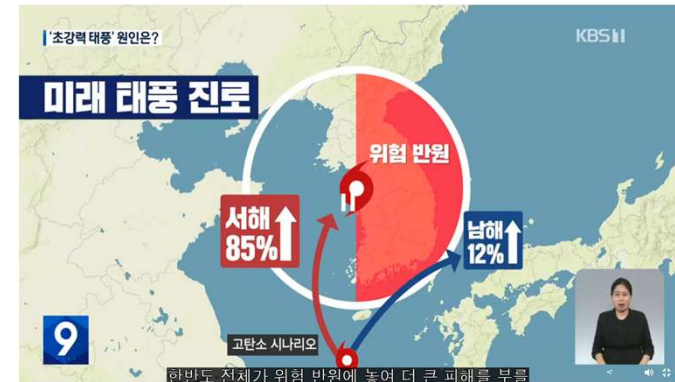 '초강력 태풍' 원인은?
KBS 1
미래 태풍 진로
위험 반원
서해
85%
남해
12%
고탄소 시나리오
9
한반도 전체가 위험 반원에 놓여 더 큰 피해를 부를